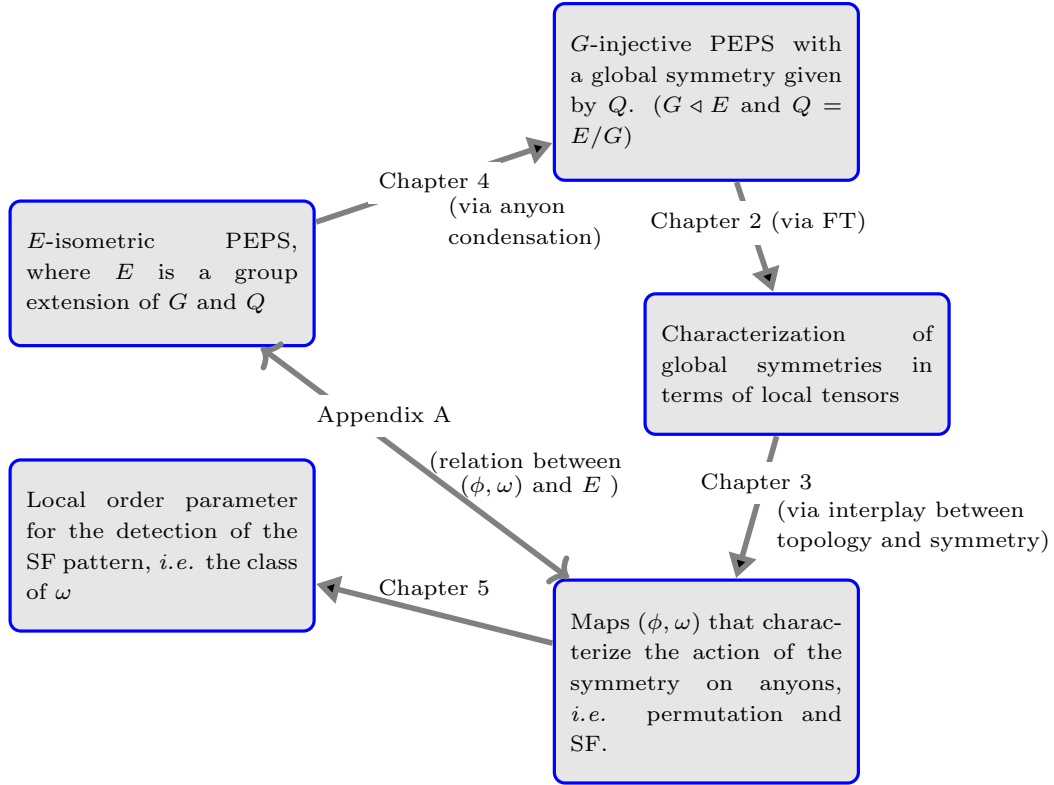 G-injective PEPS with
a global symmetry given
by Q. (G ◁ E and Q =
E/G)
Chapter 4
(via anyon
condensation)
Chapter 2 (via FT)
E-isometric PEPS,
where E is a group
extension of G and Q
Characterization of
global symmetries in
terms of local tensors
Appendix A
(relation between
(ϕ, ω) and E )
Chapter 3
(via interplay between
topology and symmetry)
Local order parameter
for the detection of the
SF pattern, i.e. the class
of ω
Chapter 5
Maps (ϕ, ω) that charac-
terize the action of the
symmetry on anyons,
i.e. permutation and
SF.